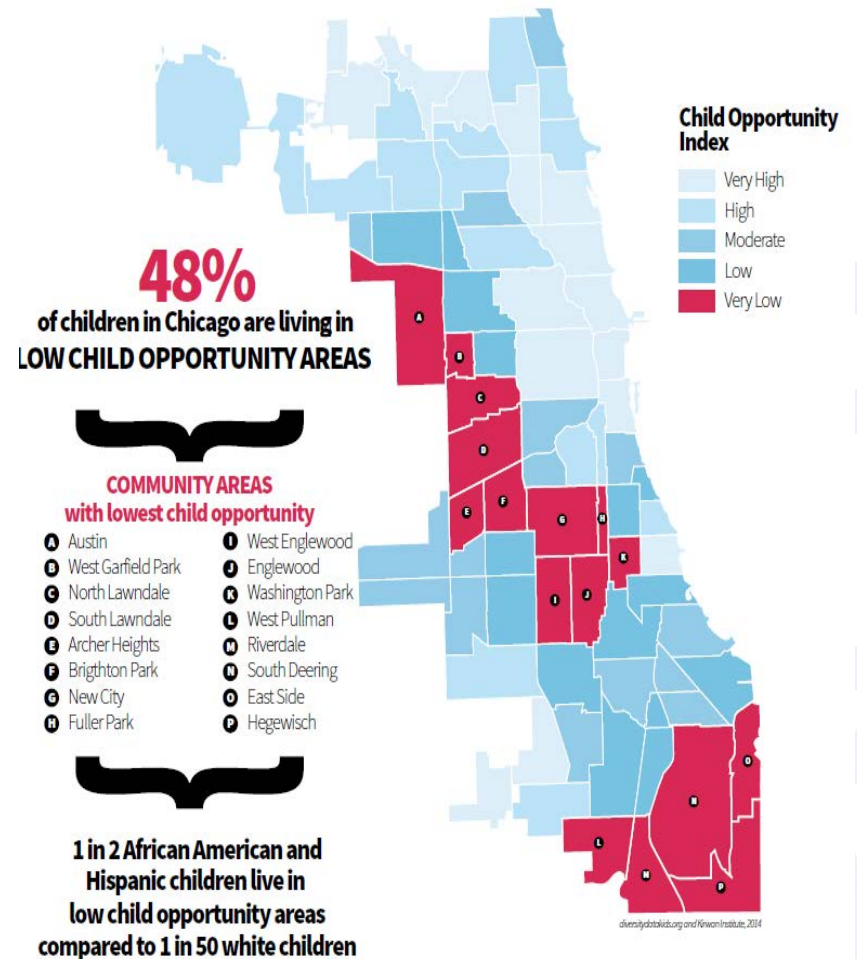 Child Opportunity
Index
Very High
High
Moderate
Low
Very Low
48%
of children in Chicago are living in
LOW CHILD OPPORTUNITY AREAS
COMMUNITY AREAS
with lowest child opportunity
A Austin
B West Garfield Park
C North Lawndale
D South Lawndale
E Archer Heights
F Brigthton Park
G New City
H Fuller Park
I West Englewood
J Englewood
K Washington Park
L West Pullman
M Riverdale
N South Deering
O East Side
P Hegewisch
1 in 2 African American and
Hispanic children live in
low child opportunity areas
compared to 1 in 50 white children
A
B
C
D
E
F
G
H
I
J
K
L
M
N
O
P
diversitydatakids.org and Kirwan Institute, 2014